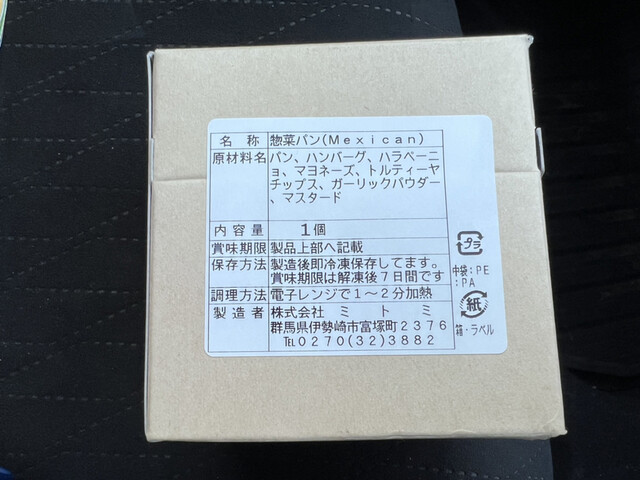 名称 惣菜パン(Mexican)
原材料名 パン、ハンバーグ、ハラペーニ
ョ、マヨネーズ、トルティーヤ
チップス、ガーリックパウダー
、マスタード
内容量 1個
賞味期限 製品上部へ記載
保存方法 製造後即冷凍保存してます。
賞味期限は解凍後7日間です
調理方法 電子レンジで1~2分加熱
製造者 株式会社 ミトミ
群馬県伊勢崎市富塚町2376
TEL0270(32)3882
プラ
中袋:PE
:PA
紙
箱・ラベル